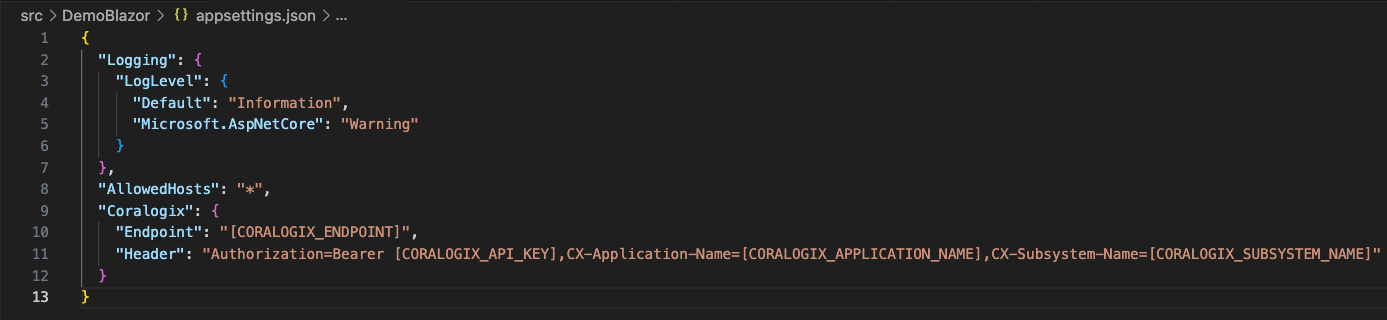 src > DemoBlazor > {} appsettings.json > ...
1 {
2 "Logging": {
3 "LogLevel": {
4 "Default": "Information",
5 "Microsoft.AspNetCore": "Warning"
6 }
7 },
8 "AllowedHosts": "*",
9 "Coralogix": {
10 "Endpoint": "[CORALOGIX_ENDPOINT]",
11 "Header": "Authorization=Bearer [CORALOGIX_API_KEY],CX-Application-Name=[CORALOGIX_APPLICATION_NAME],CX-Subsystem-Name=[CORALOGIX_SUBSYSTEM_NAME]"
12 }
13 }